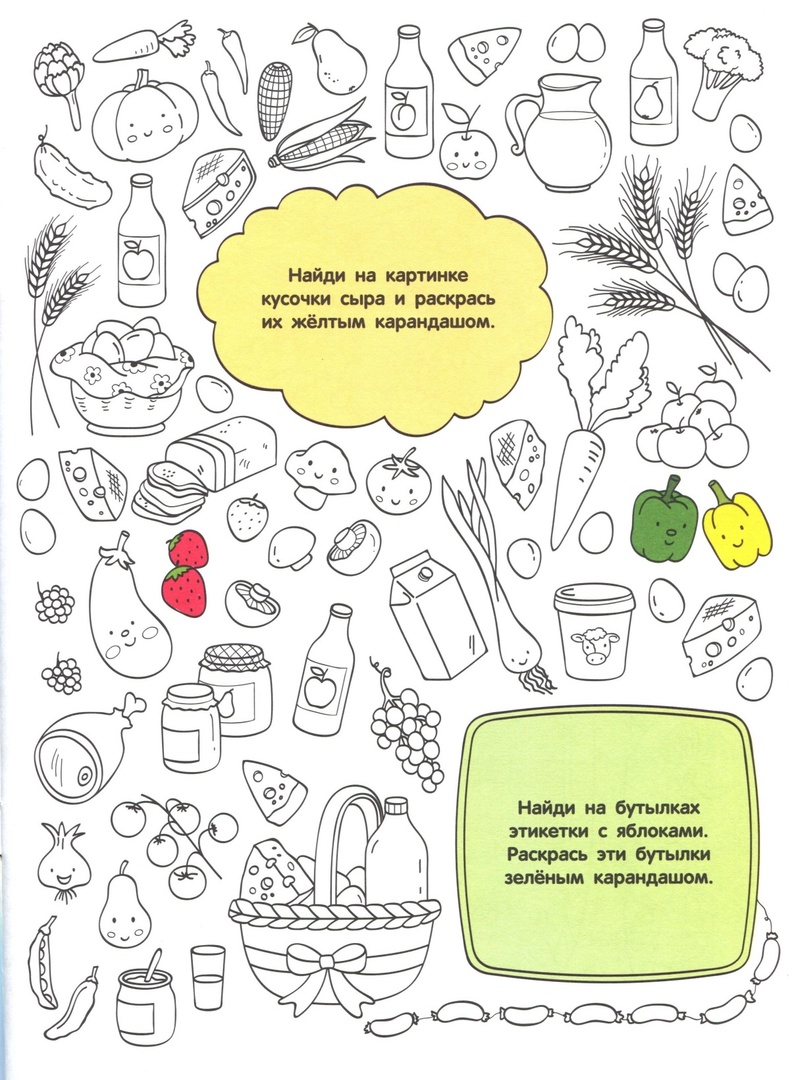 Найди на картинке
кусочки сыра и раскрась
их жёлтым карандашом.
Найди на бутылках
этикетки с яблоками.
Раскрась эти бутылки
зелёным карандашом.